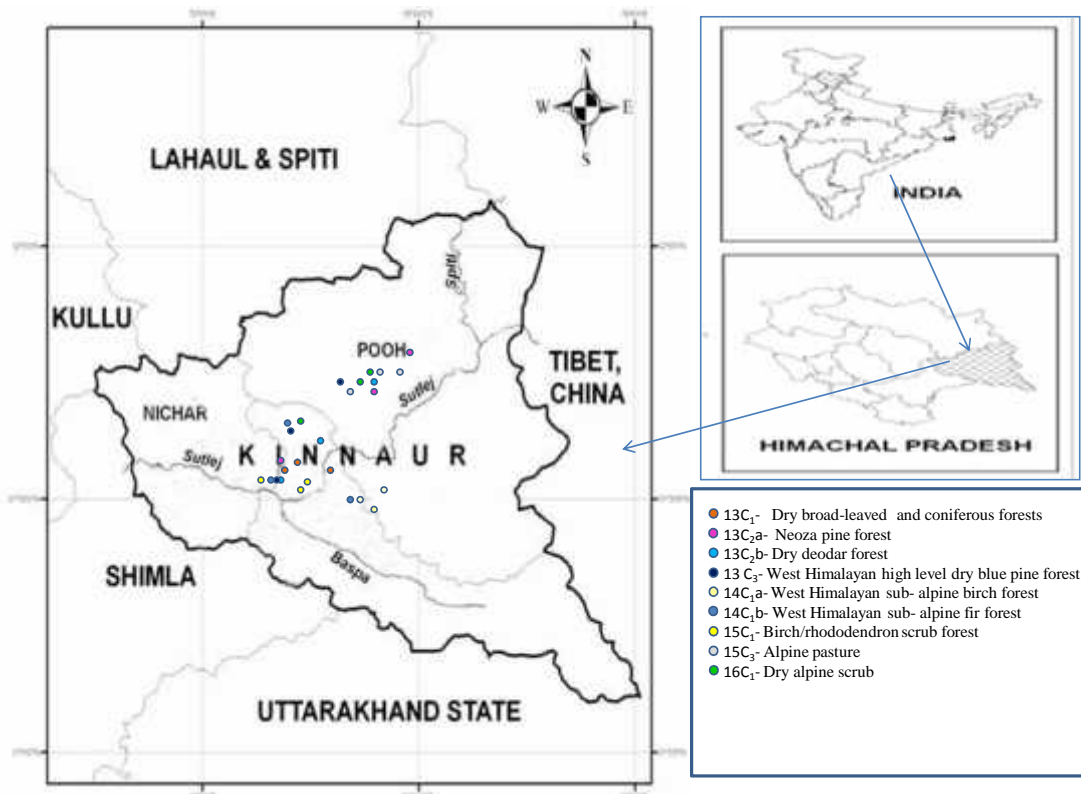 N
W E
S
LAHAUL & SPITI
KULLU
Spiti
POOH
TIBET,
CHINA
Sutlej
NICHAR
KINNAUR
Sutlej
SHIMLA
Baspa
UTTARAKHAND STATE
INDIA
HIMACHAL PRADESH
13C₁- Dry broad-leaved and coniferous forests
13C₂a- Neoza pine forest
13C₂b- Dry deodar forest
13 C₃- West Himalayan high level dry blue pine forest
14C₁a- West Himalayan sub- alpine birch forest
14C₁b- West Himalayan sub- alpine fir forest
15C₁- Birch/rhododendron scrub forest
15C₃- Alpine pasture
16C₁- Dry alpine scrub